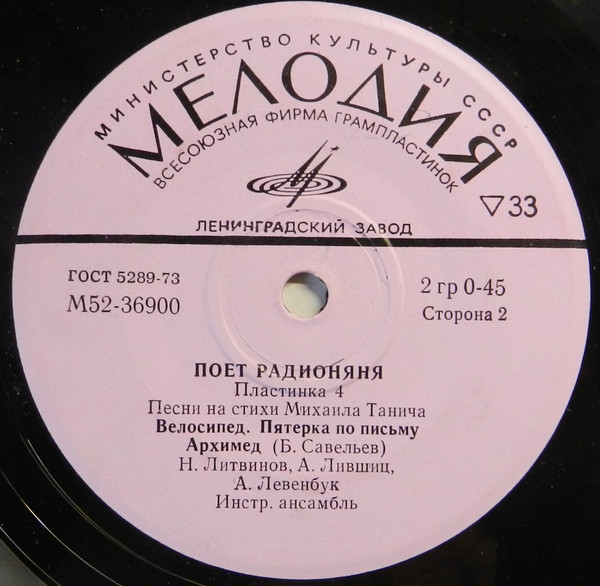 МИНИСТЕРСТВО КУЛЬТУРЫ СССР
МЕЛОДИЯ
ВСЕСОЮЗНАЯ ФИРМА ГРАМПЛАСТИНОК
▽33
ЛЕНИНГРАДСКИЙ ЗАВОД
ГОСТ 5289-73
М52-36900
2 гр 0-45
Сторона 2
ПОЕТ РАДИОНЯНЯ
Пластинка 4
Песни на стихи Михаила Танича
Велосипед. Пятерка по письму
Архимед (Б. Савельев)
Н. Литвинов, А. Лившиц,
А. Левенбук
Инстр. ансамбль